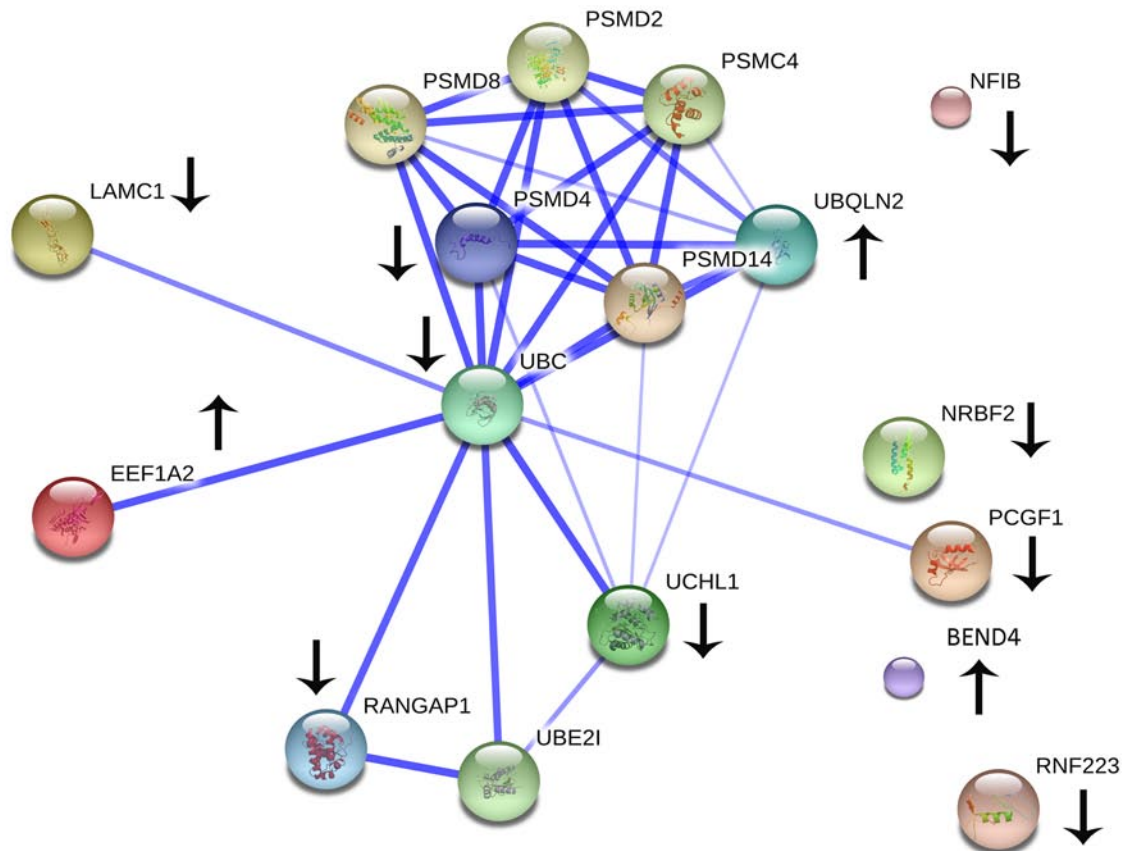 PSMD2
PSMC4
PSMD8
NFIB
LAMC1
PSMD4
UBQLN2
PSMD14
UBC
NRBF2
EEF1A2
PCGF1
UCHL1
BEND4
RANGAP1
UBE2I
RNF223